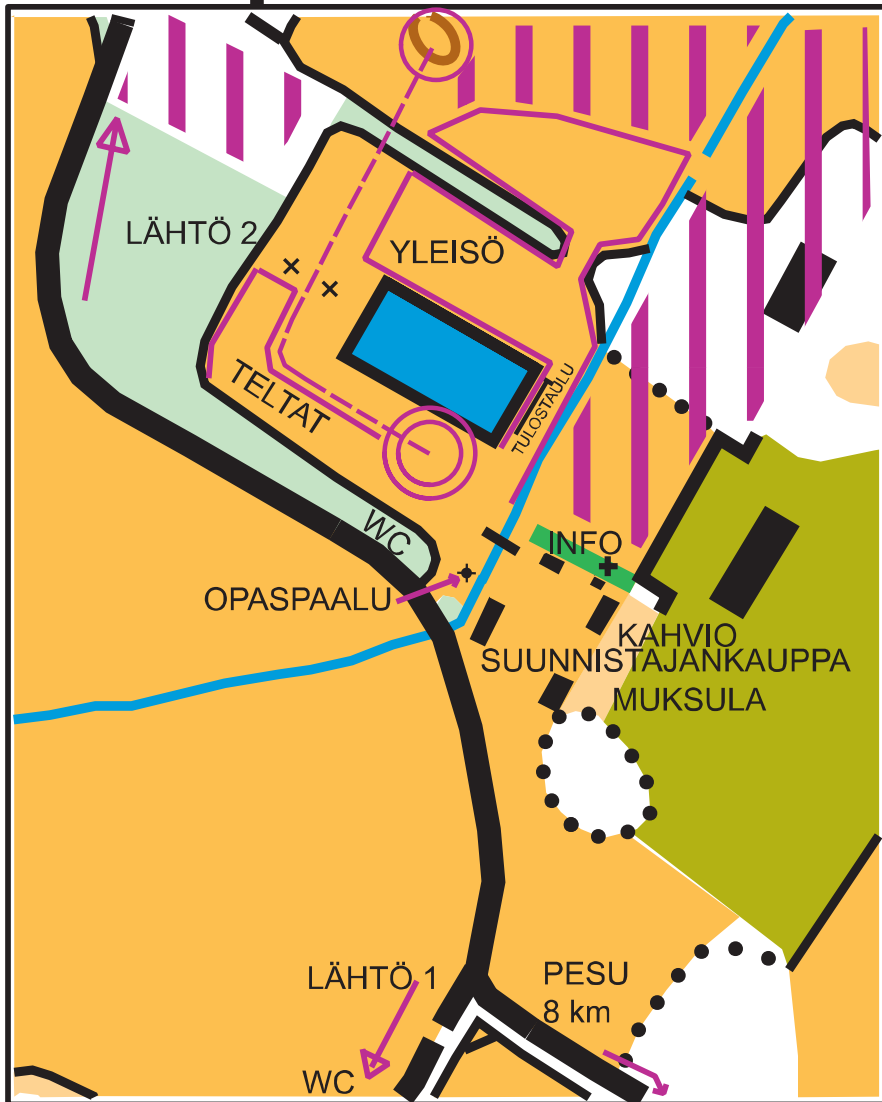 LÄHTÖ 2
YLEISÖ
TELTAT
TULOSTAULU
WC
INFO
OPASPAALU
KAHVIO
SUUNNISTAJANKAUPPA
MUKSULA
LÄHTÖ 1
PESU
8 km
WC